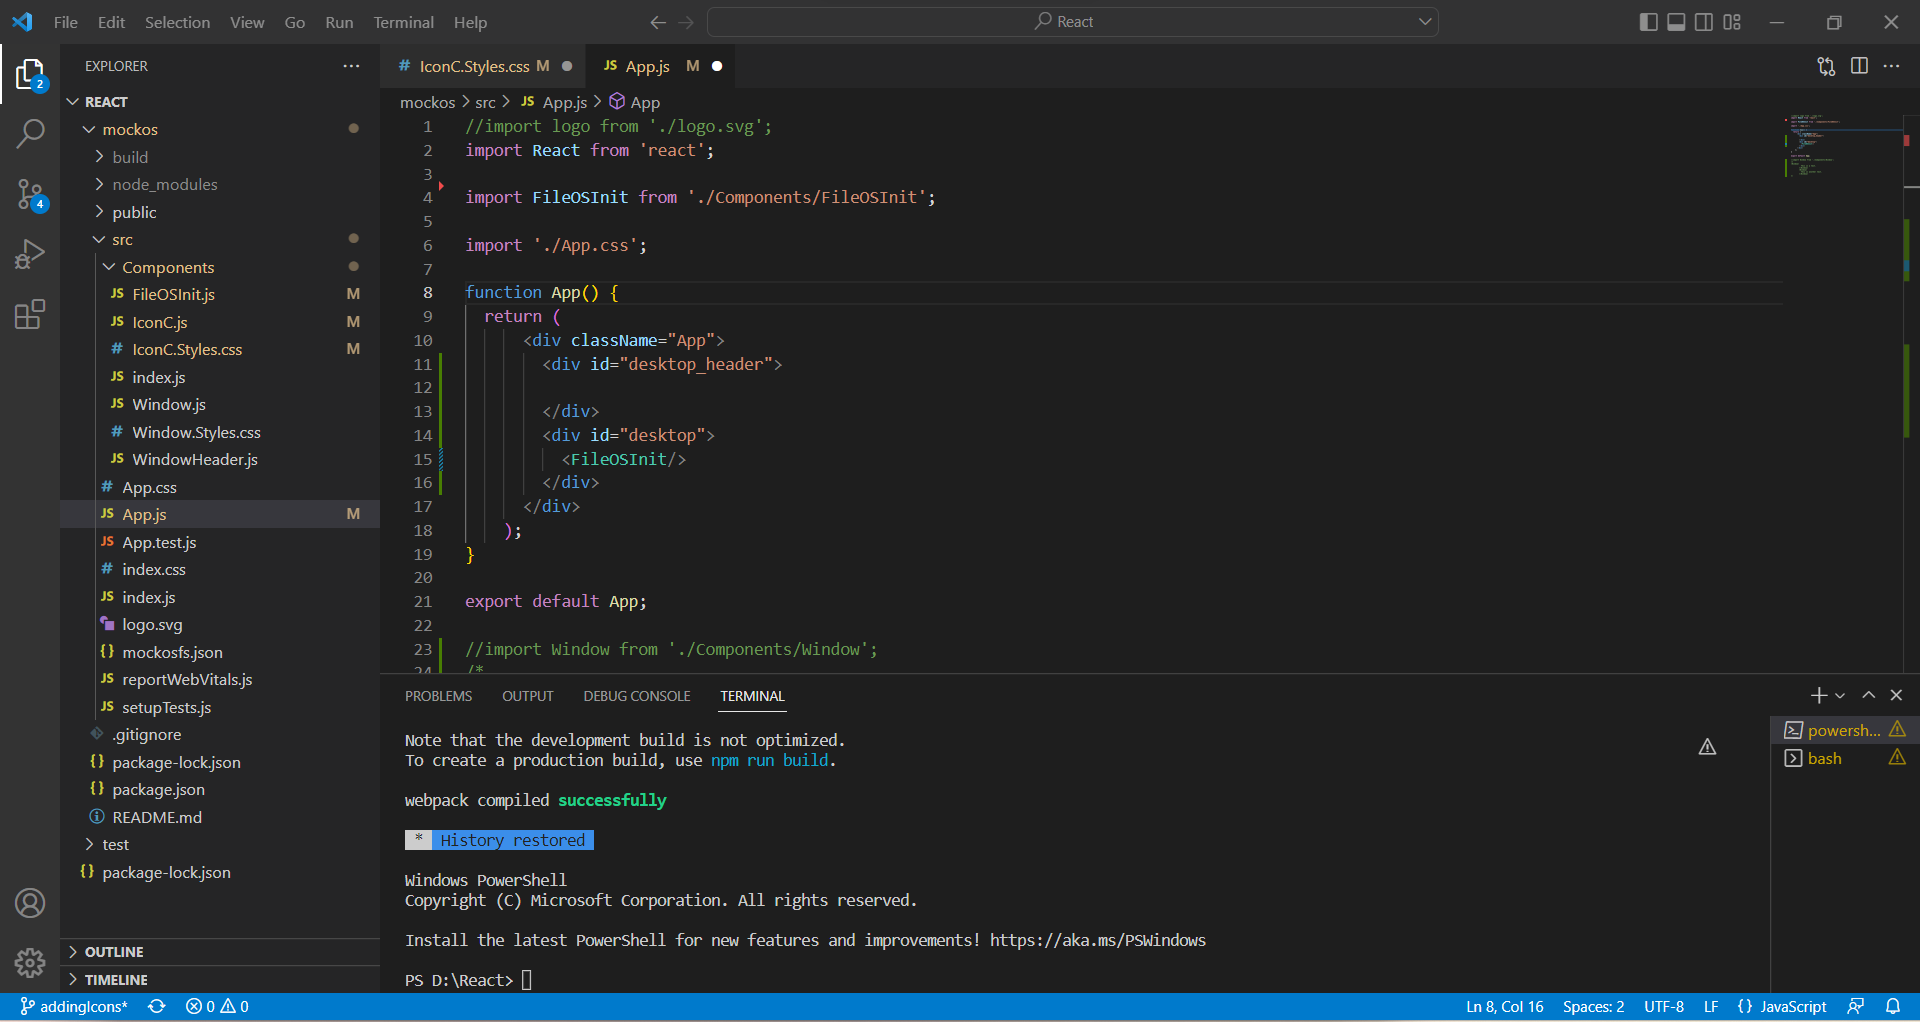 File Edit Selection View Go Run Terminal Help
React
EXPLORER
REACT
mockos
build
node_modules
public
src
Components
JS FileOSInit.js M
JS IconC.js M
# IconC.Styles.css M
JS index.js
JS Window.js
# Window.Styles.css
JS WindowHeader.js
# App.css
JS App.js M
JS App.test.js
# index.css
JS index.js
logo.svg
{} mockosfs.json
JS reportWebVitals.js
JS setupTests.js
.gitignore
{} package-lock.json
{} package.json
README.md
test
{} package-lock.json
OUTLINE
TIMELINE
2
4
# IconC.Styles.css M
JS App.js M
mockos > src > JS App.js > App
1 //import logo from './logo.svg';
2 import React from 'react';
3
4 import FileOSInit from './Components/FileOSInit';
5
6 import './App.css';
7
8 function App() {
9 return (
10 <div className="App">
11 <div id="desktop_header">
12
13 </div>
14 <div id="desktop">
15 <FileOSInit/>
16 </div>
17 </div>
18 );
19 }
20
21 export default App;
22
23 //import Window from './Components/Window';
24 /*
PROBLEMS OUTPUT DEBUG CONSOLE TERMINAL
Note that the development build is not optimized.
To create a production build, use npm run build.
webpack compiled successfully
* History restored
Windows PowerShell
Copyright (C) Microsoft Corporation. All rights reserved.
Install the latest PowerShell for new features and improvements! https://aka.ms/PSWindows
PS D:\React>
powersh...
bash
addingIcons* 0 0
Ln 8, Col 16 Spaces: 2 UTF-8 LF {} JavaScript